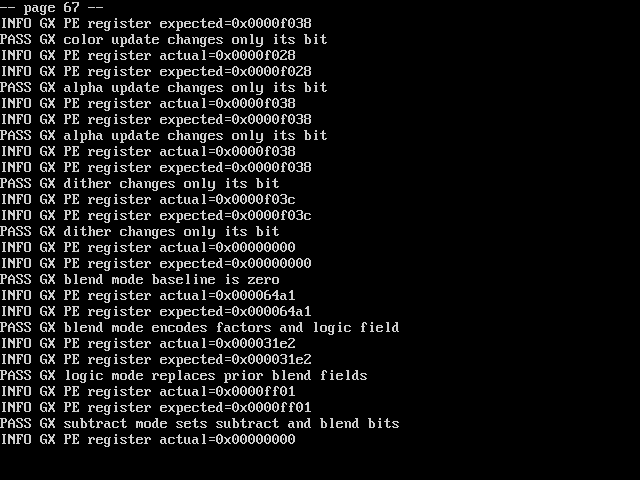 -- page 67 --
INFO GX PE register expected=0x0000f038
PASS GX color update changes only its bit
INFO GX PE register actual=0x0000f028
INFO GX PE register expected=0x0000f028
PASS GX alpha update changes only its bit
INFO GX PE register actual=0x0000f038
INFO GX PE register expected=0x0000f038
PASS GX alpha update changes only its bit
INFO GX PE register actual=0x0000f038
INFO GX PE register expected=0x0000f038
PASS GX dither changes only its bit
INFO GX PE register actual=0x0000f03c
INFO GX PE register expected=0x0000f03c
PASS GX dither changes only its bit
INFO GX PE register actual=0x00000000
INFO GX PE register expected=0x00000000
PASS GX blend mode baseline is zero
INFO GX PE register actual=0x000064a1
INFO GX PE register expected=0x000064a1
PASS GX blend mode encodes factors and logic field
INFO GX PE register actual=0x000031e2
INFO GX PE register expected=0x000031e2
PASS GX logic mode replaces prior blend fields
INFO GX PE register actual=0x0000ff01
INFO GX PE register expected=0x0000ff01
PASS GX subtract mode sets subtract and blend bits
INFO GX PE register actual=0x00000000